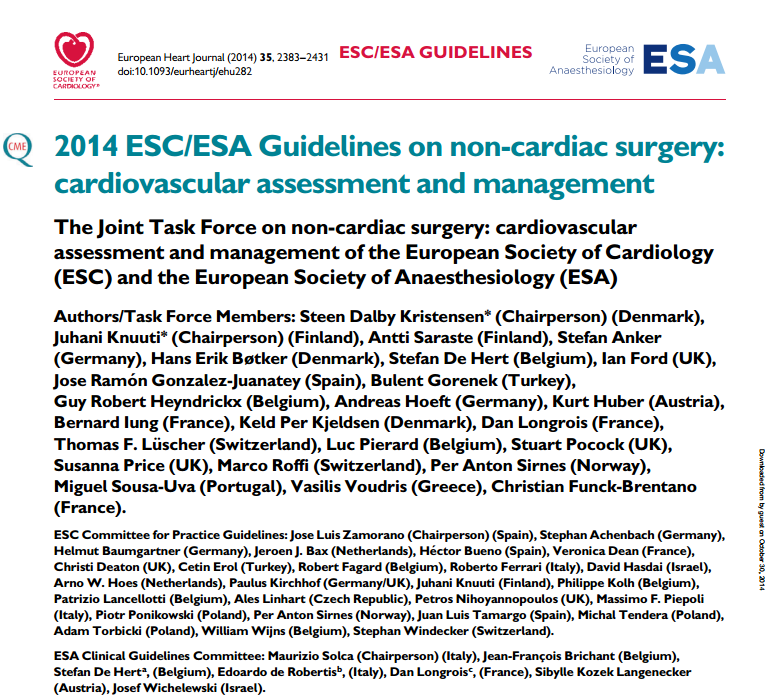 EUROPEAN
SOCIETY OF
CARDIOLOGY®
European Heart Journal (2014) 35, 2383–2431
doi:10.1093/eurheartj/ehu282
ESC/ESA GUIDELINES
European
Society of
Anaesthesiology
ESA
CME
2014 ESC/ESA Guidelines on non-cardiac surgery:
cardiovascular assessment and management
The Joint Task Force on non-cardiac surgery: cardiovascular
assessment and management of the European Society of Cardiology
(ESC) and the European Society of Anaesthesiology (ESA)
Authors/Task Force Members: Steen Dalby Kristensen* (Chairperson) (Denmark),
Juhani Knuuti* (Chairperson) (Finland), Antti Saraste (Finland), Stefan Anker
(Germany), Hans Erik Bøtker (Denmark), Stefan De Hert (Belgium), Ian Ford (UK),
Jose Ramón Gonzalez-Juanatey (Spain), Bulent Gorenek (Turkey),
Guy Robert Heyndrickx (Belgium), Andreas Hoeft (Germany), Kurt Huber (Austria),
Bernard Iung (France), Keld Per Kjeldsen (Denmark), Dan Longrois (France),
Thomas F. Lüscher (Switzerland), Luc Pierard (Belgium), Stuart Pocock (UK),
Susanna Price (UK), Marco Roffi (Switzerland), Per Anton Sirnes (Norway),
Miguel Sousa-Uva (Portugal), Vasilis Voudris (Greece), Christian Funck-Brentano
(France).
ESC Committee for Practice Guidelines: Jose Luis Zamorano (Chairperson) (Spain), Stephan Achenbach (Germany),
Helmut Baumgartner (Germany), Jeroen J. Bax (Netherlands), Héctor Bueno (Spain), Veronica Dean (France),
Christi Deaton (UK), Cetin Erol (Turkey), Robert Fagard (Belgium), Roberto Ferrari (Italy), David Hasdai (Israel),
Arno W. Hoes (Netherlands), Paulus Kirchhof (Germany/UK), Juhani Knuuti (Finland), Philippe Kolh (Belgium),
Patrizio Lancellotti (Belgium), Ales Linhart (Czech Republic), Petros Nihoyannopoulos (UK), Massimo F. Piepoli
(Italy), Piotr Ponikowski (Poland), Per Anton Sirnes (Norway), Juan Luis Tamargo (Spain), Michal Tendera (Poland),
Adam Torbicki (Poland), William Wijns (Belgium), Stephan Windecker (Switzerland).
ESA Clinical Guidelines Committee: Maurizio Solca (Chairperson) (Italy), Jean-François Brichant (Belgium),
Stefan De Hertᵃ, (Belgium), Edoardo de Robertisᵇ, (Italy), Dan Longroisᶜ, (France), Sibylle Kozek Langenecker
(Austria), Josef Wichelewski (Israel).
Downloaded from by guest on October 30, 2014